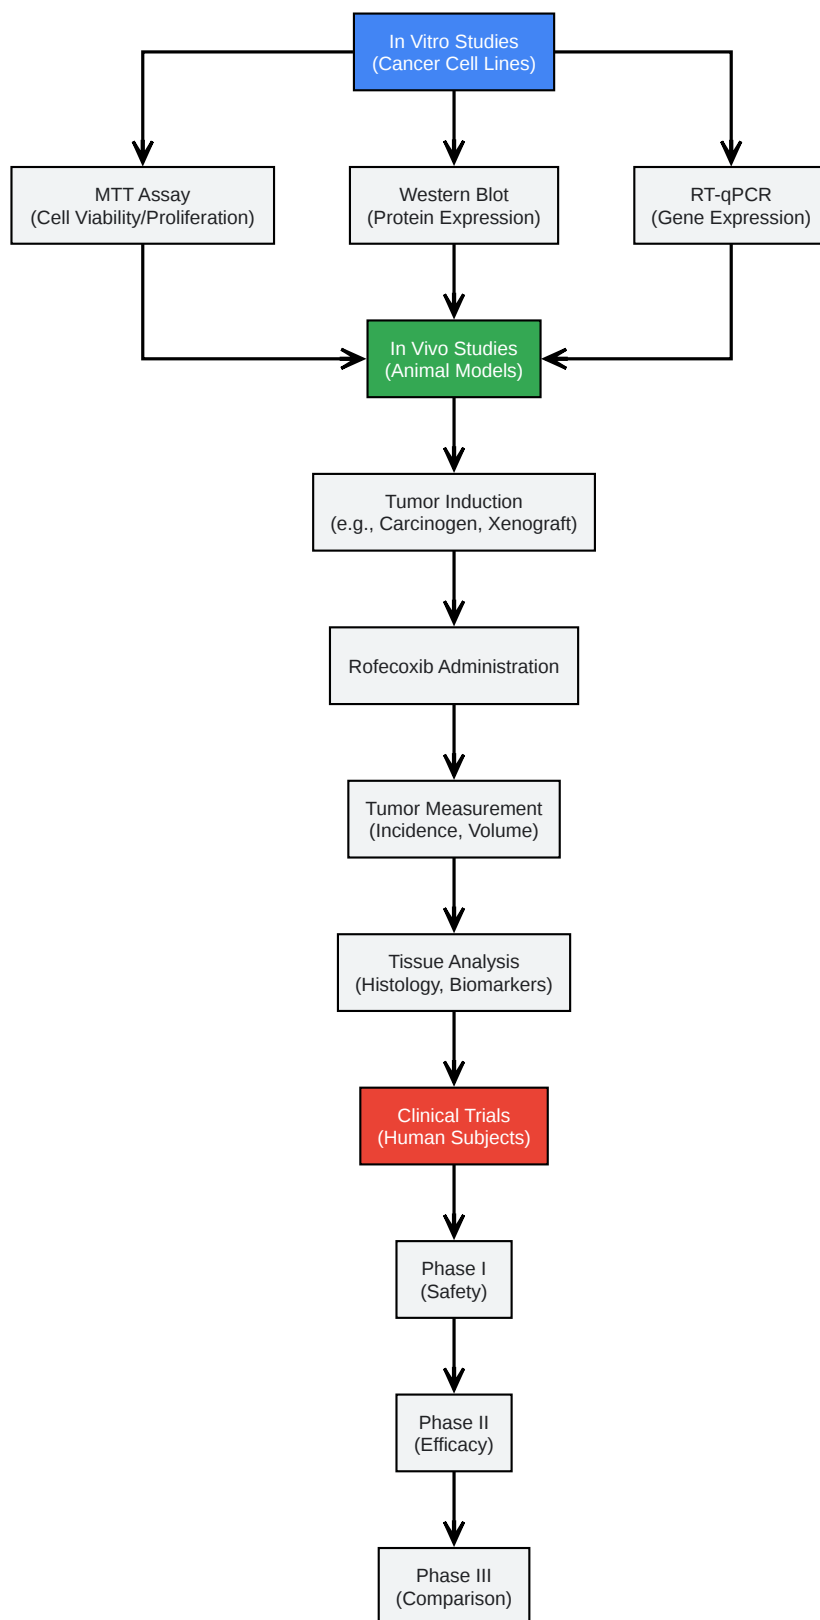 In Vitro Studies
(Cancer Cell Lines)
MTT Assay
(Cell Viability/Proliferation)
Western Blot
(Protein Expression)
RT-qPCR
(Gene Expression)
In Vivo Studies
(Animal Models)
Tumor Induction
(e.g., Carcinogen, Xenograft)
Rofecoxib Administration
Tumor Measurement
(Incidence, Volume)
Tissue Analysis
(Histology, Biomarkers)
Clinical Trials
(Human Subjects)
Phase I
(Safety)
Phase II
(Efficacy)
Phase III
(Comparison)